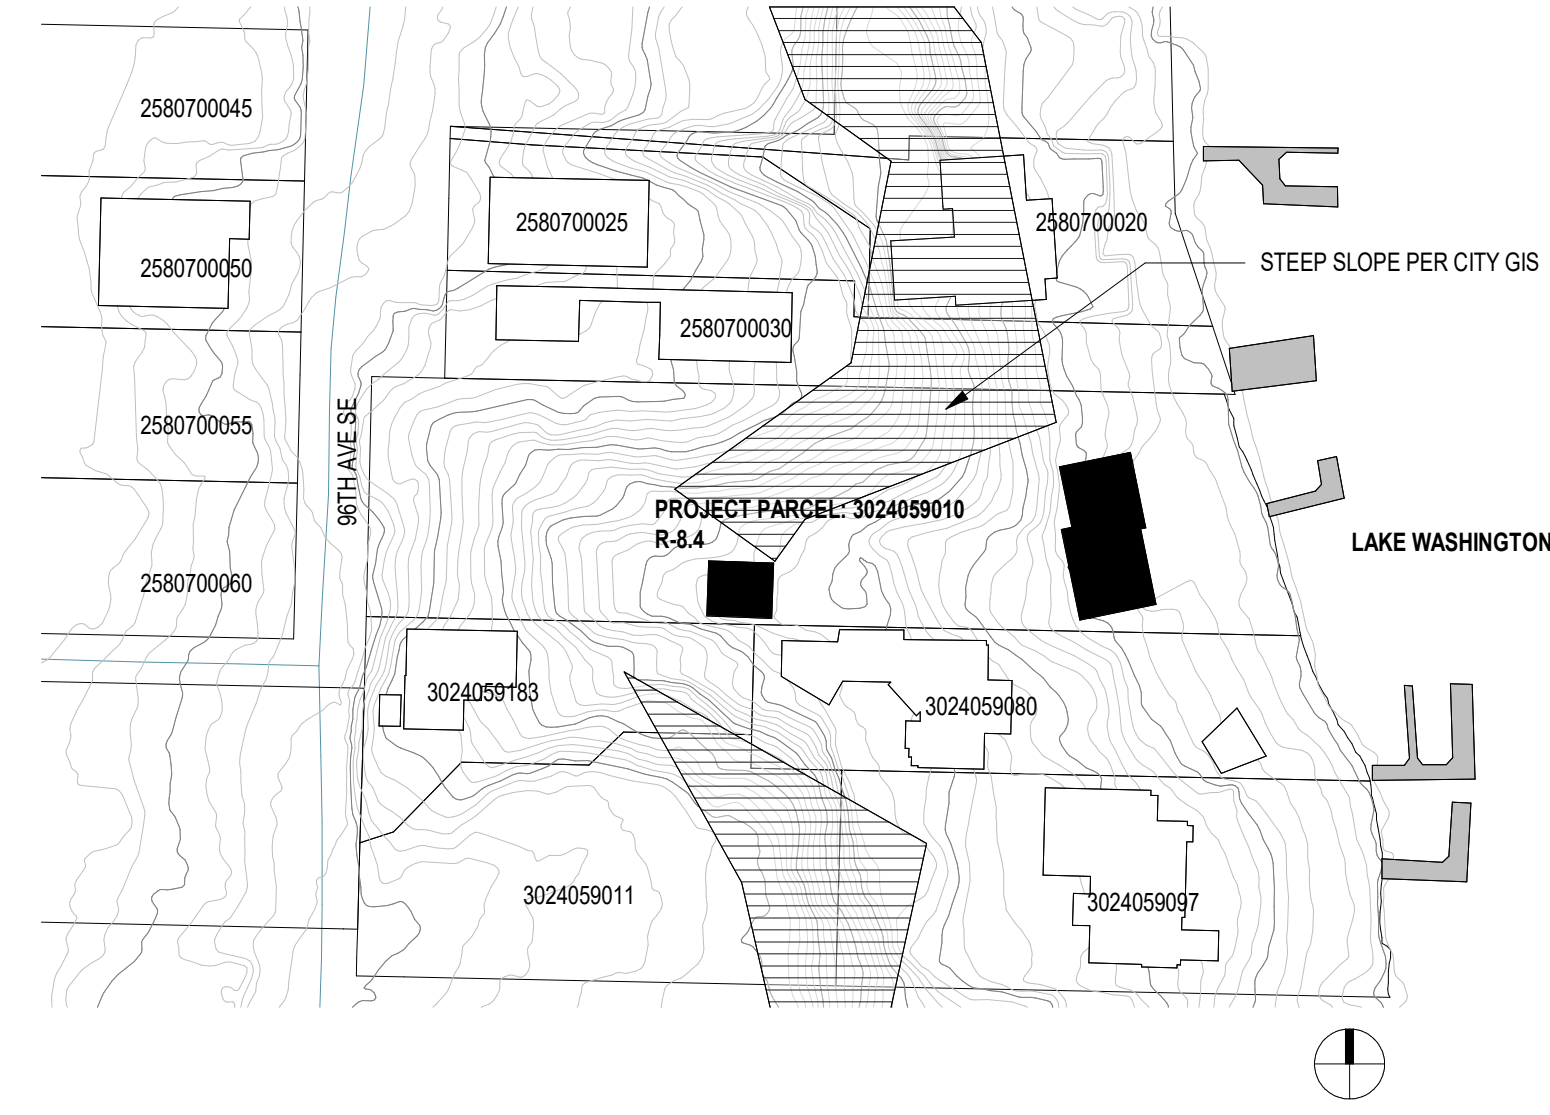 2580700045
2580700025
2580700020
2580700050
STEEP SLOPE PER CITY GIS
2580700030
2580700055
96TH AVE SE
PROJECT PARCEL: 3024059010
R-8.4
LAKE WASHINGTON
2580700060
3024059183
3024059080
3024059011
3024059097